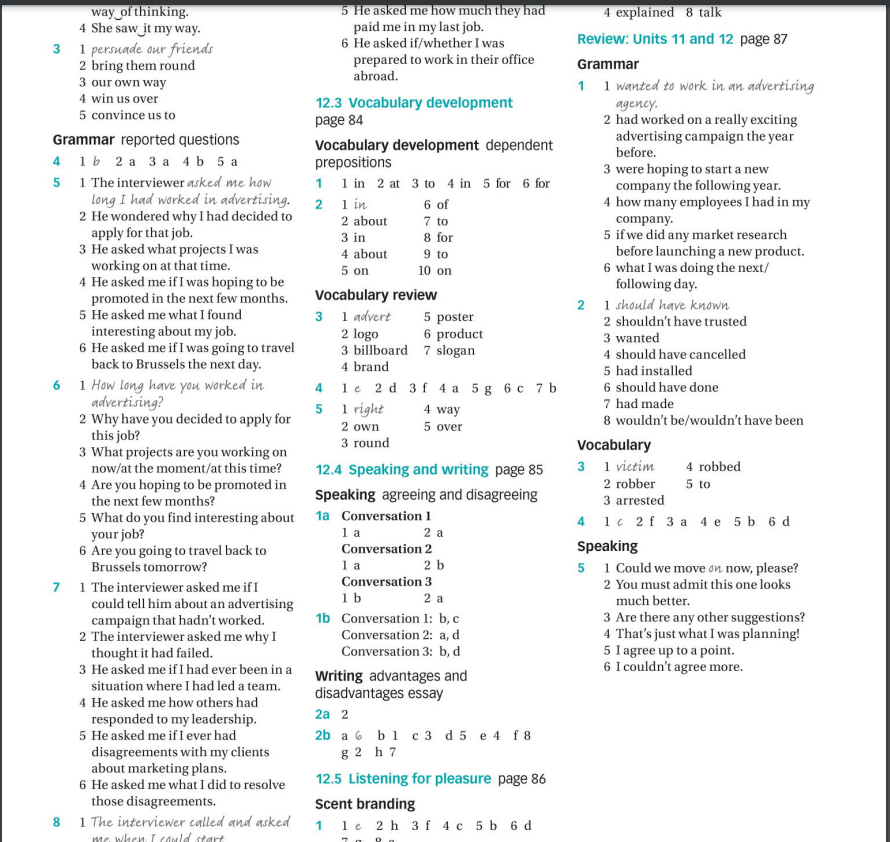 way of thinking.
4 She saw it my way.
3 1 persuade our friends
2 bring them round
3 our own way
4 win us over
5 convince us to
Grammar reported questions
4 1 b 2 a 3 a 4 b 5 a
5 1 The interviewer asked me how
long I had worked in advertising.
2 He wondered why I had decided to
apply for that job.
3 He asked what projects I was
working on at that time.
4 He asked me if I was hoping to be
promoted in the next few months.
5 He asked me what I found
interesting about my job.
6 He asked me if I was going to travel
back to Brussels the next day.
6 1 How long have you worked in
advertising?
2 Why have you decided to apply for
this job?
3 What projects are you working on
now/at the moment/at this time?
4 Are you hoping to be promoted in
the next few months?
5 What do you find interesting about
your job?
6 Are you going to travel back to
Brussels tomorrow?
7 1 The interviewer asked me if I
could tell him about an advertising
campaign that hadn't worked.
2 The interviewer asked me why I
thought it had failed.
3 He asked me if I had ever been in a
situation where I had led a team.
4 He asked me how others had
responded to my leadership.
5 He asked me if I ever had
disagreements with my clients
about marketing plans.
6 He asked me what I did to resolve
those disagreements.
8 1 The interviewer called and asked
me when I could start
5 He asked me how much they had
paid me in my last job.
6 He asked if/whether I was
prepared to work in their office
abroad.
12.3 Vocabulary development
page 84
Vocabulary development dependent
prepositions
1 1 in 2 at 3 to 4 in 5 for 6 for
2 1 in 6 of
2 about 7 to
3 in 8 for
4 about 9 to
5 on 10 on
Vocabulary review
3 1 advert 5 poster
2 logo 6 product
3 billboard 7 slogan
4 brand
4 1 e 2 d 3 f 4 a 5 g 6 c 7 b
5 1 right 4 way
2 own 5 over
3 round
12.4 Speaking and writing page 85
Speaking agreeing and disagreeing
1a Conversation 1
1 a 2 a
Conversation 2
1 a 2 b
Conversation 3
1 b 2 a
1b Conversation 1: b, c
Conversation 2: a, d
Conversation 3: b, d
Writing advantages and
disadvantages essay
2a 2
2b a 6 b 1 c 3 d 5 e 4 f 8
g 2 h 7
12.5 Listening for pleasure page 86
Scent branding
1 1 e 2 h 3 f 4 c 5 b 6 d
4 explained 8 talk
Review: Units 11 and 12 page 87
Grammar
1 1 wanted to work in an advertising
agency.
2 had worked on a really exciting
advertising campaign the year
before.
3 were hoping to start a new
company the following year.
4 how many employees I had in my
company.
5 if we did any market research
before launching a new product.
6 what I was doing the next/
following day.
2 1 should have known
2 shouldn't have trusted
3 wanted
4 should have cancelled
5 had installed
6 should have done
7 had made
8 wouldn't be/wouldn't have been
Vocabulary
3 1 victim 4 robbed
2 robber 5 to
3 arrested
4 1 c 2 f 3 a 4 e 5 b 6 d
Speaking
5 1 Could we move on now, please?
2 You must admit this one looks
much better.
3 Are there any other suggestions?
4 That's just what I was planning!
5 I agree up to a point.
6 I couldn't agree more.